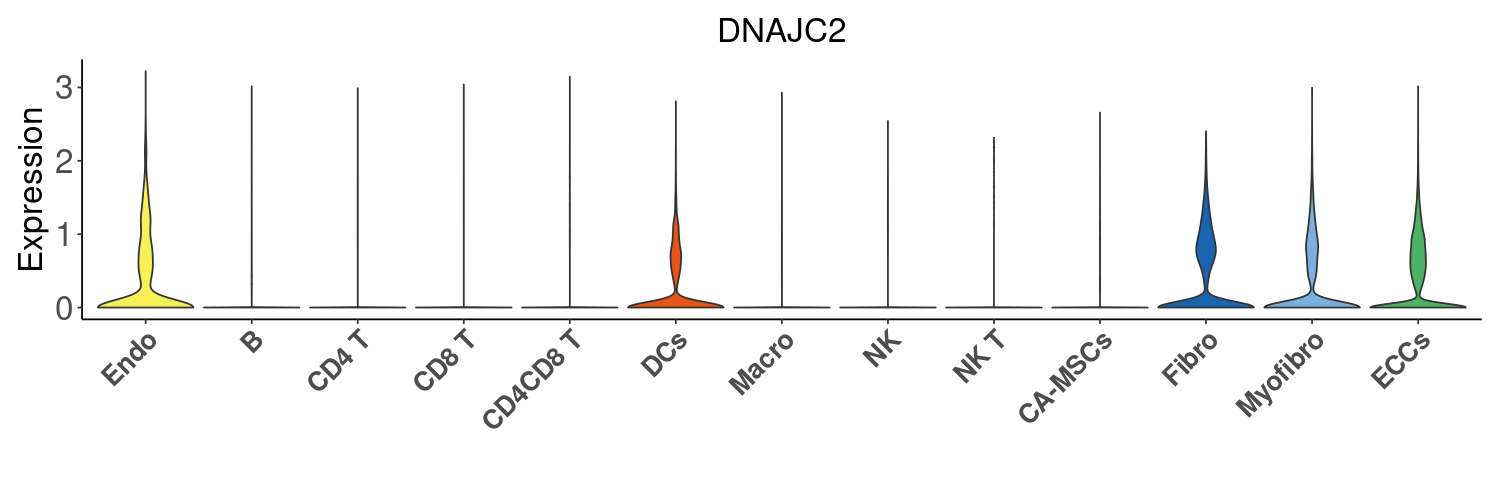 DNAJC2
Expression
3
2
1
0
Endo
B
CD4 T
CD8 T
CD4CD8 T
DCs
Macro
NK
NK T
CA-MSCs
Fibro
Myofibro
ECCs